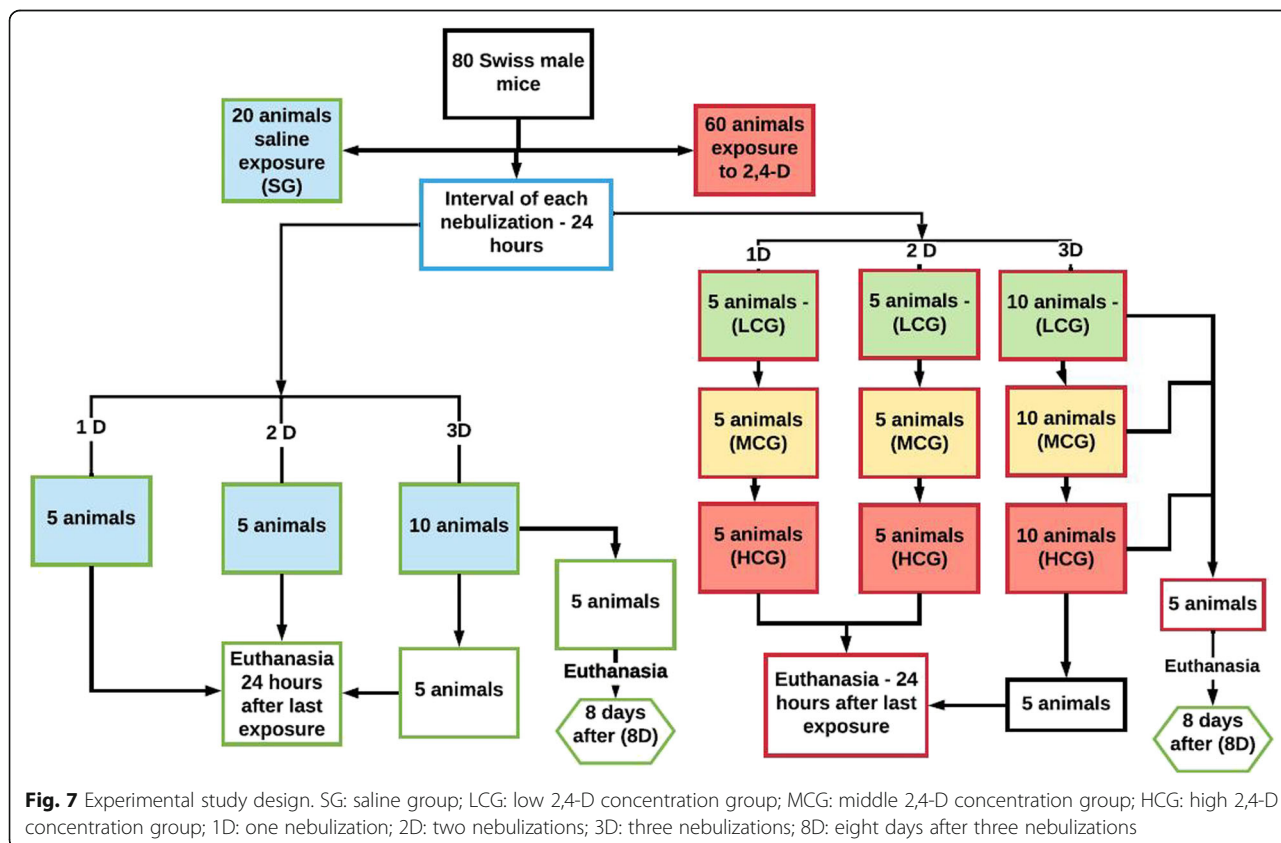 80 Swiss male
mice
20 animals
saline
exposure
(SG)
60 animals
exposure
to 2,4-D
Interval of each
nebulization - 24
hours
1D
2 D
3D
5 animals -
(LCG)
5 animals -
(LCG)
10 animals -
(LCG)
5 animals
(MCG)
5 animals
(MCG)
10 animals
(MCG)
5 animals
(HCG)
5 animals
(HCG)
10 animals
(HCG)
1 D
2 D
3D
5 animals
5 animals
10 animals
5 animals
Euthanasia
8 days
after (8D)
Euthanasia
24 hours
after last
exposure
5 animals
Euthanasia - 24
hours after last
exposure
5 animals
5 animals
Euthanasia
8 days
after (8D)
Fig. 7 Experimental study design. SG: saline group; LCG: low 2,4-D concentration group; MCG: middle 2,4-D concentration group; HCG: high 2,4-D
concentration group; 1D: one nebulization; 2D: two nebulizations; 3D: three nebulizations; 8D: eight days after three nebulizations